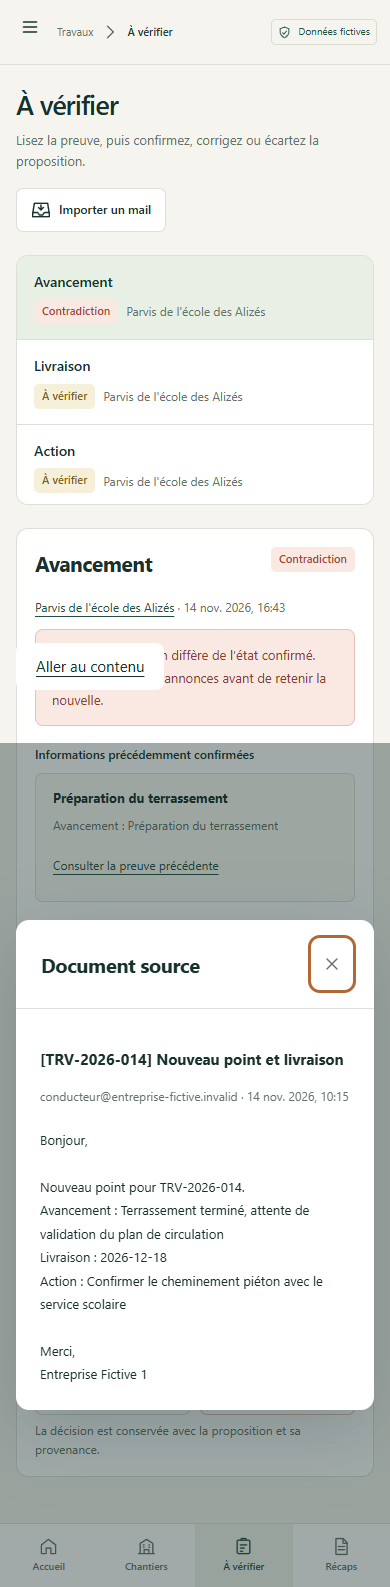 Travaux À vérifier Données fictives
À vérifier
Lisez la preuve, puis confirmez, corrigez ou écartez la
proposition.
Importer un mail
Avancement
Contradiction Parvis de l'école des Alizés
Livraison
À vérifier Parvis de l'école des Alizés
Action
À vérifier Parvis de l'école des Alizés
Avancement Contradiction
Parvis de l'école des Alizés · 14 nov. 2026, 16:43
diffère de l'état confirmé.
Aller au contenu
annonces avant de retenir la
nouvelle.
Informations précédemment confirmées
Préparation du terrassement
Avancement : Préparation du terrassement
Consulter la preuve précédente
Document source
[TRV-2026-014] Nouveau point et livraison
conducteur@entreprise-fictive.invalid · 14 nov. 2026, 10:15
Bonjour,
Nouveau point pour TRV-2026-014.
Avancement : Terrassement terminé, attente de
validation du plan de circulation
Livraison : 2026-12-18
Action : Confirmer le cheminement piéton avec le
service scolaire
Merci,
Entreprise Fictive 1
La décision est conservée avec la proposition et sa
provenance.
Accueil Chantiers À vérifier Récaps